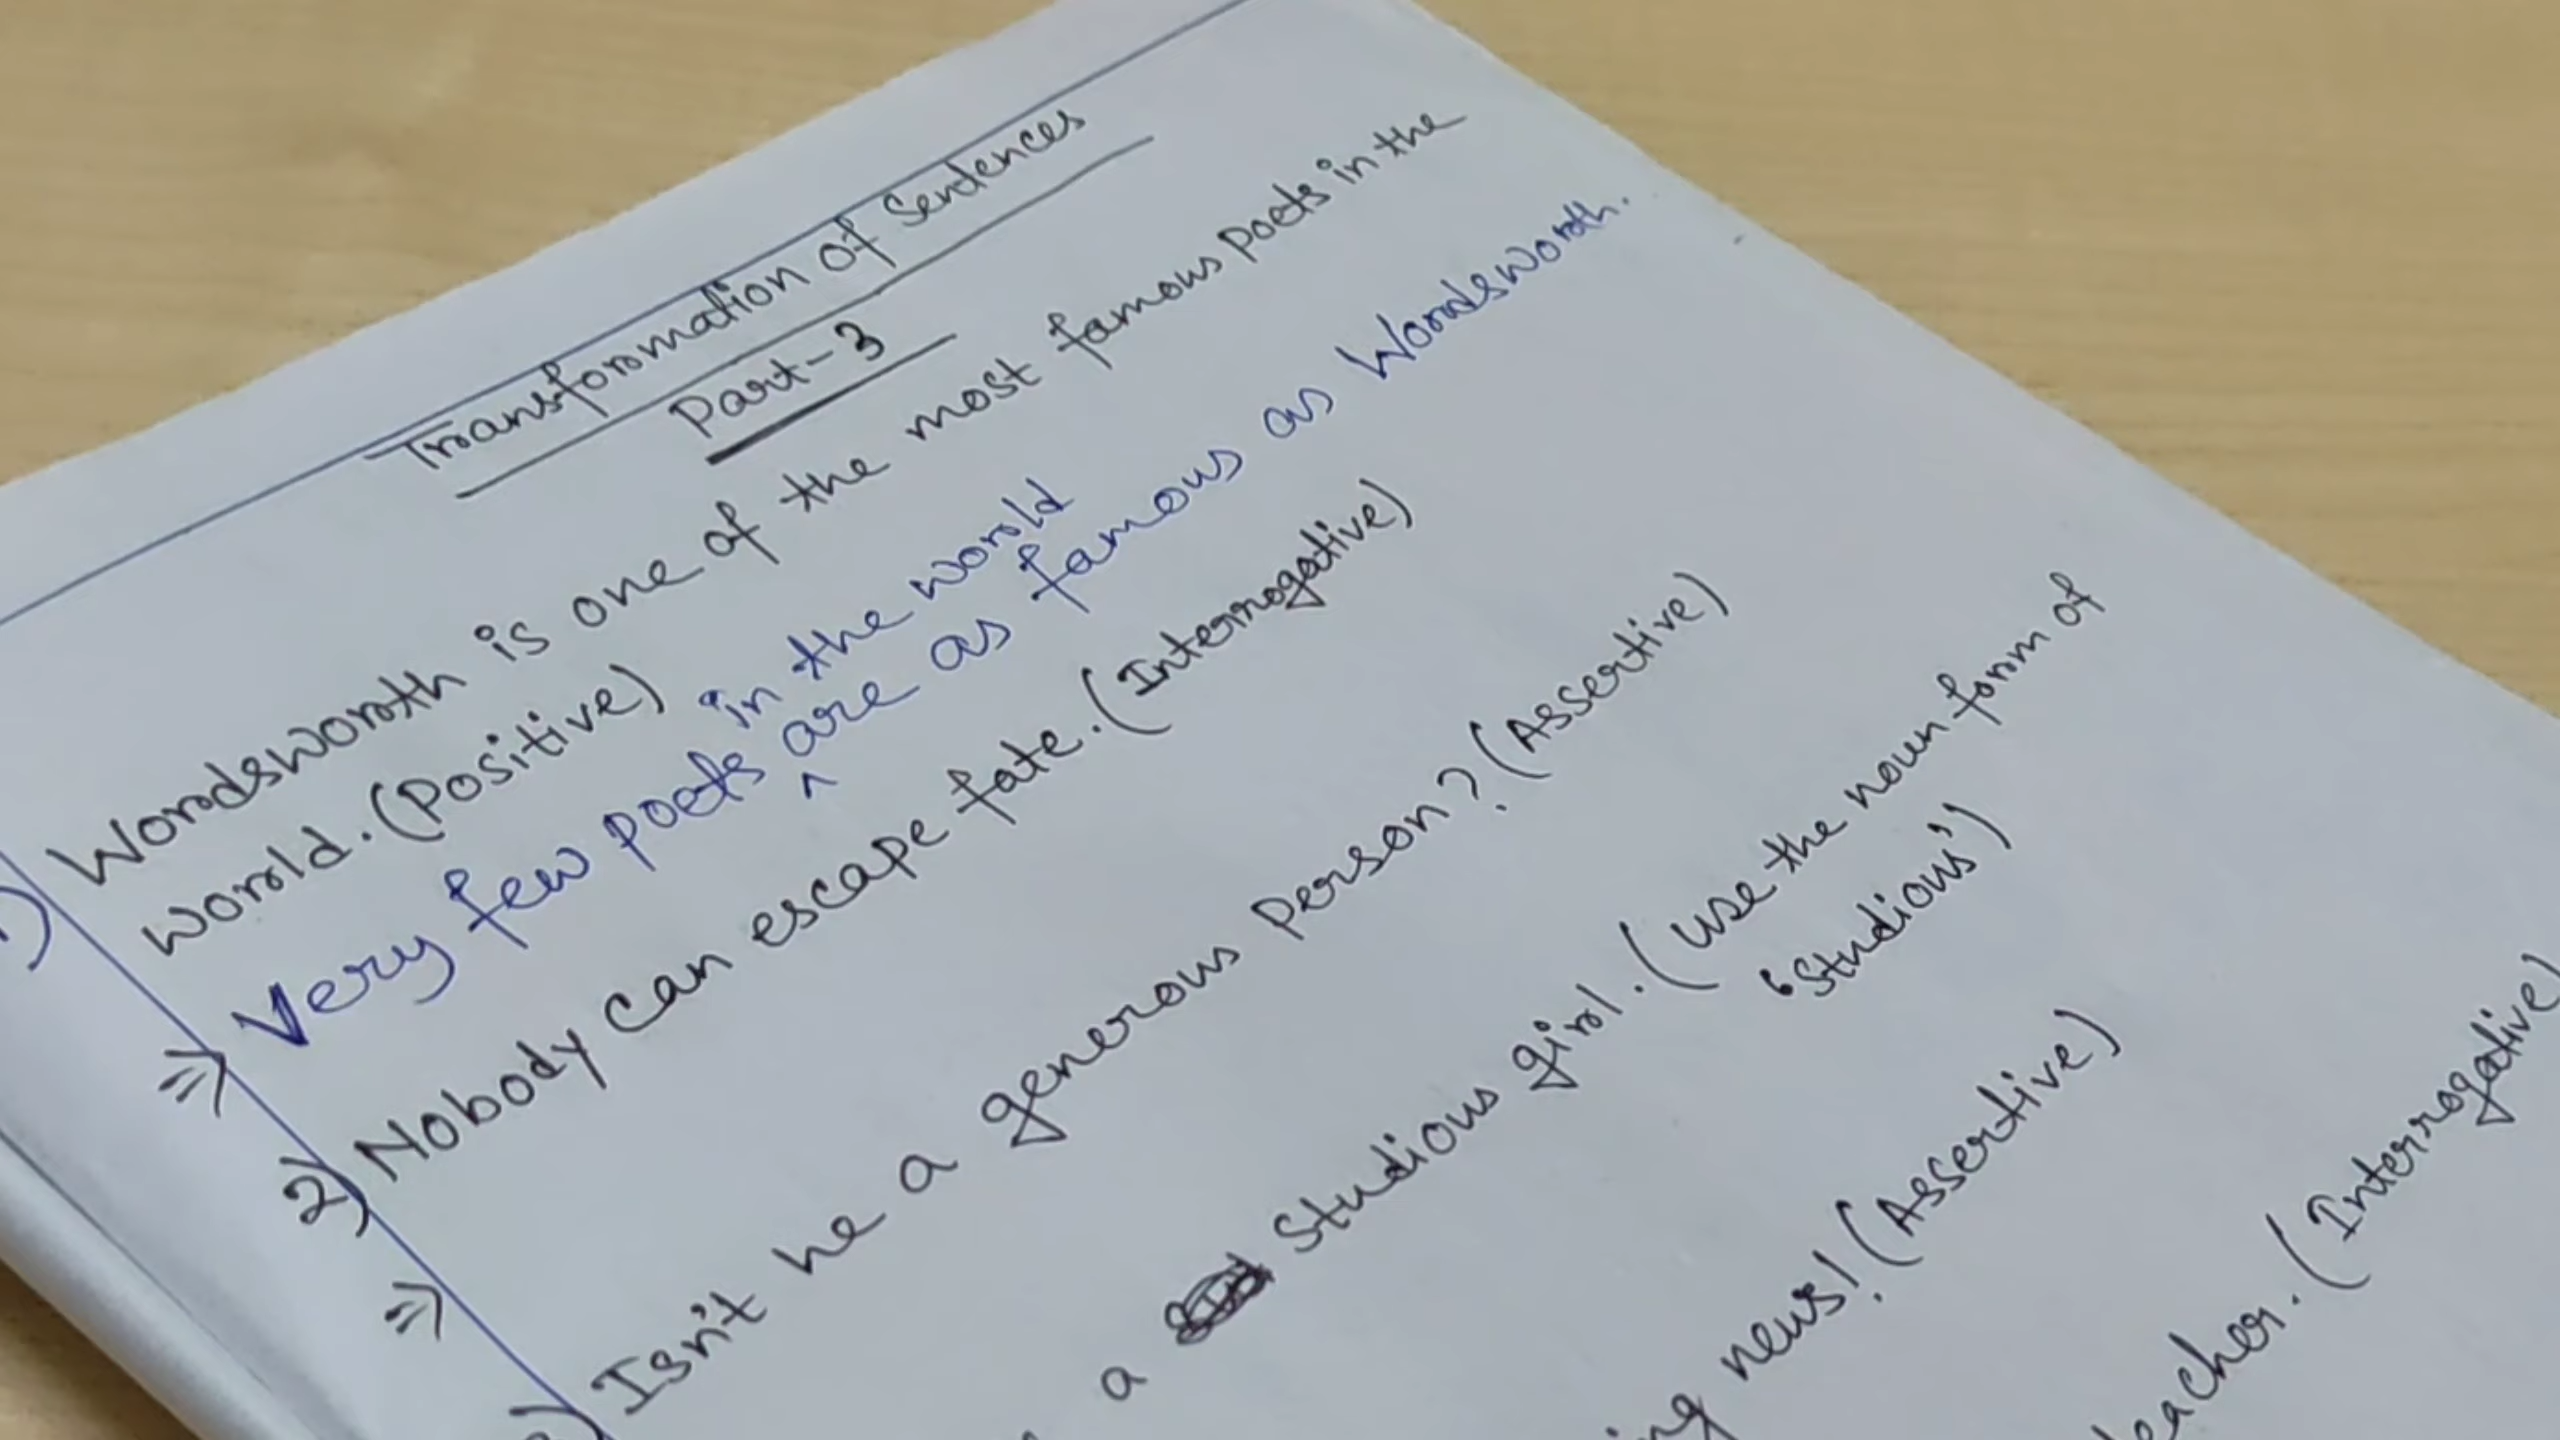 Transformation of Sentences
Part-3
1) Wordsworth is one of the most famous poets in the
world. (Positive)
in the world
⇒ Very few poets ^ are as famous as Wordsworth.
2) Nobody can escape fate. (Interrogative)
⇒
Isn't he a generous person? (Assertive)
a studious girl. (use the noun form of
'studious')
news! (Assertive)
teacher. (Interrogative)